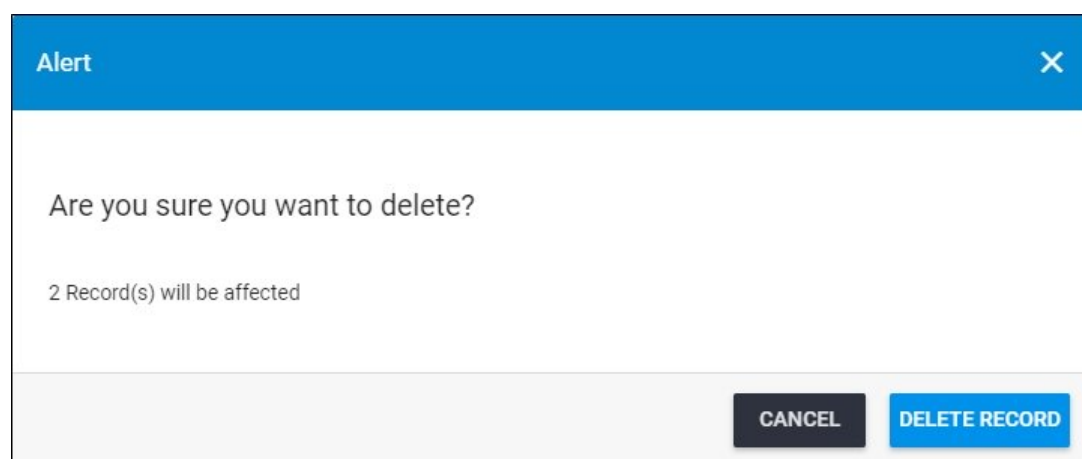 Alert
Are you sure you want to delete?
2 Record(s) will be affected
CANCEL DELETE RECORD